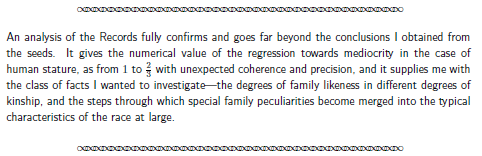 An analysis of the Records fully confirms and goes far beyond the conclusions I obtained from
the seeds. It gives the numerical value of the regression towards mediocrity in the case of
human stature, as from 1 to 2/3 with unexpected coherence and precision, and it supplies me with
the class of facts I wanted to investigate—the degrees of family likeness in different degrees of
kinship, and the steps through which special family peculiarities become merged into the typical
characteristics of the race at large.